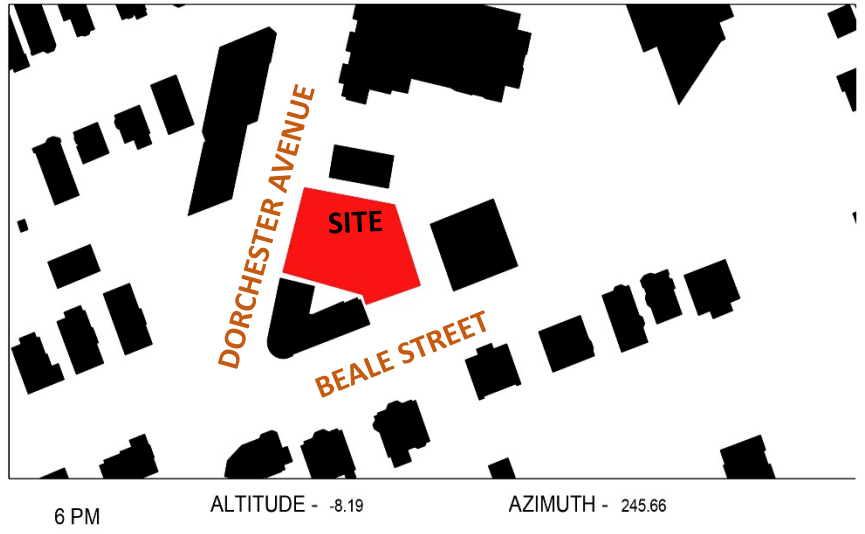 DORCHESTER AVENUE
SITE
BEALE STREET
6 PM
ALTITUDE - -8.19
AZIMUTH - 245.66